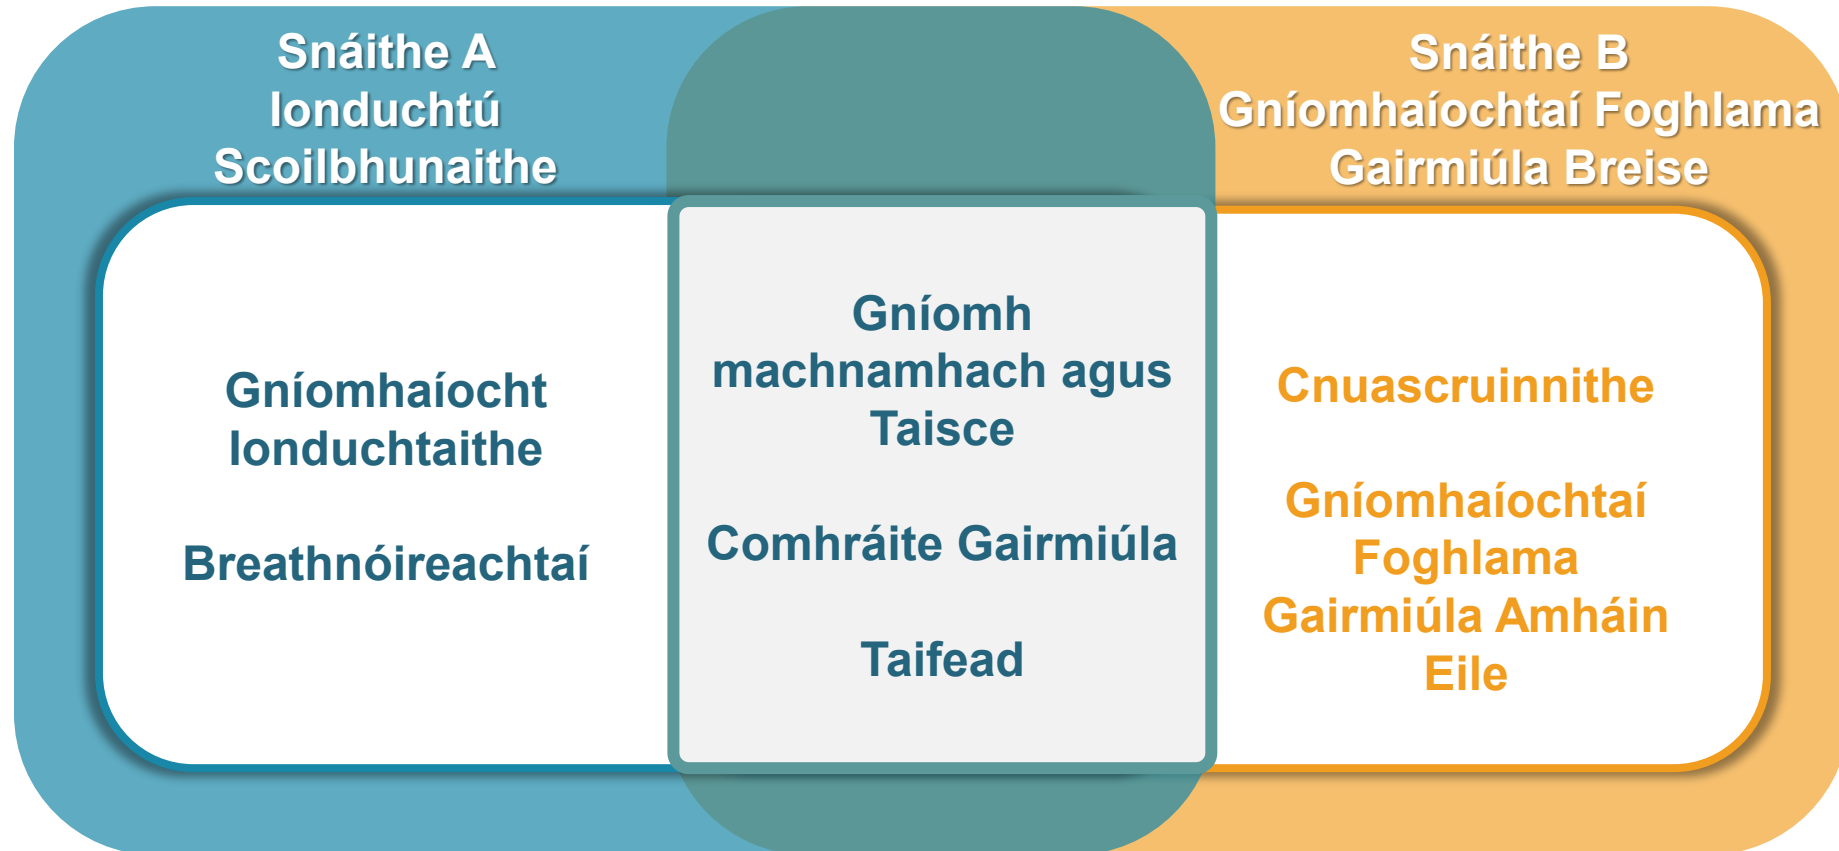 Snáithe A
Ionduchtú
Scoilbhunaithe
Gníomhaíocht
Ionduchtaithe
Breathnóireachtaí
Gníomh
machnamhach agus
Taisce
Comhráite Gairmiúla
Taifead
Snáithe B
Gníomhaíochtaí Foghlama
Gairmiúla Breise
Cnuascruinnithe
Gníomhaíochtaí
Foghlama
Gairmiúla Amháin
Eile